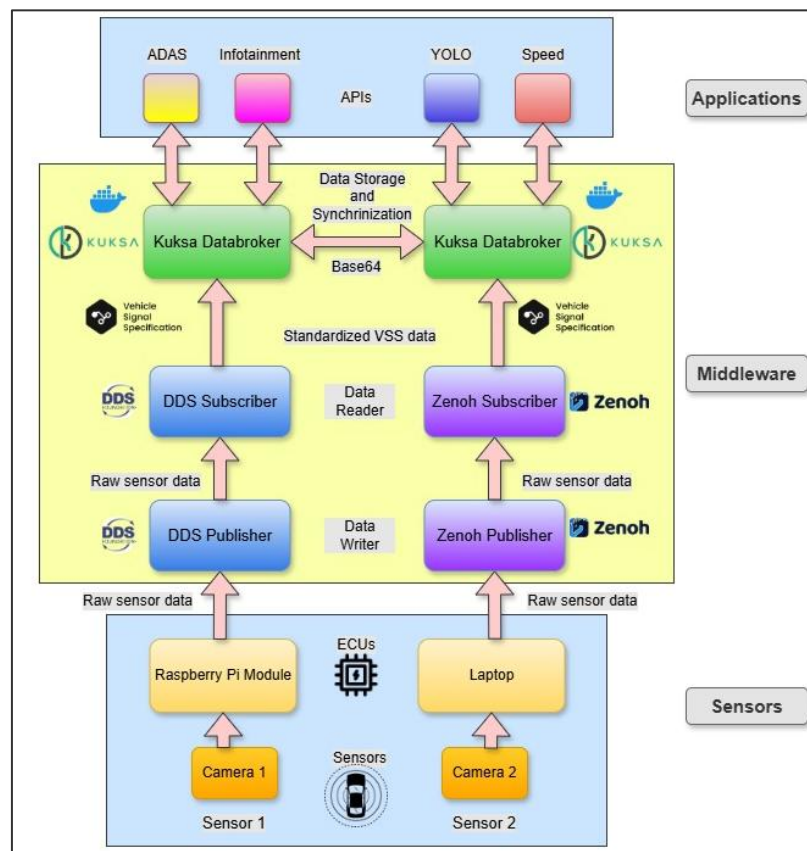 ADAS
Infotainment
YOLO
Speed
APIs
Applications
Data Storage
and
Synchrinization
Kuksa Databroker
Kuksa Databroker
KUKSA
KUKSA
Base64
Vehicle
Signal
Specification
Vehicle
Signal
Specification
Standardized VSS data
Middleware
DDS
FOUNDATION
DDS Subscriber
Data
Reader
Zenoh Subscriber
Zenoh
Raw sensor data
Raw sensor data
DDS
FOUNDATION
DDS Publisher
Data
Writer
Zenoh Publisher
Zenoh
Raw sensor data
Raw sensor data
ECUs
Raspberry Pi Module
Laptop
Sensors
Sensors
Camera 1
Camera 2
Sensor 1
Sensor 2